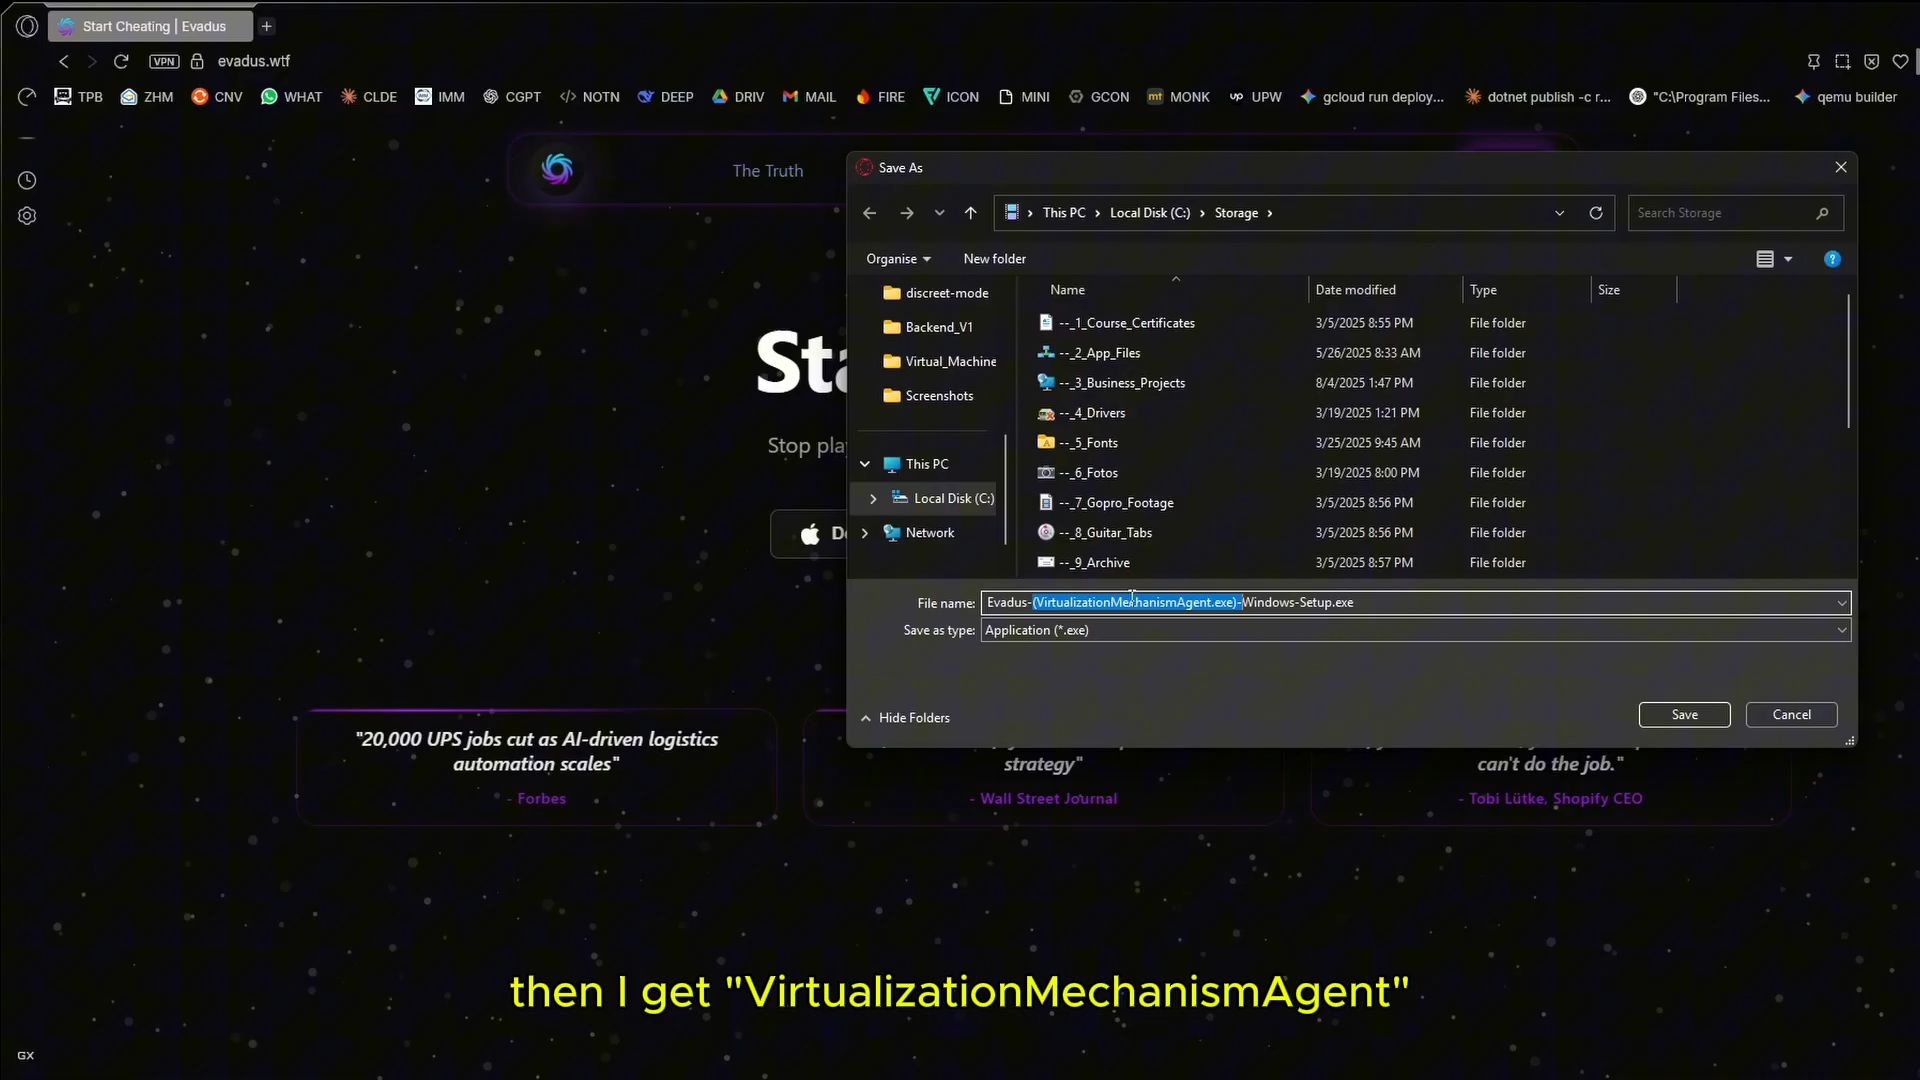 Start Cheating | Evadus
+
VPN
evadus.wtf
TPB
ZHM
CNV
WHAT
CLDE
IMM
CGPT
NOTN
DEEP
DRIV
MAIL
FIRE
ICON
MINI
GCON
mt MONK
up UPW
gcloud run deploy,...
dotnet publish -c r...
"C:\Program Files...
qemu builder
The Truth
Sta
Stop play
Save As
This PC > Local Disk (C:) > Storage >
Search Storage
Organise
New folder
?
discreet-mode
Backend_V1
Virtual_Machine
Screenshots
This PC
Local Disk (C:)
Network
Name Date modified Type Size
--_1_Course_Certificates 3/5/2025 8:55 PM File folder
--_2_App_Files 5/26/2025 8:33 AM File folder
--_3_Business_Projects 8/4/2025 1:47 PM File folder
--_4_Drivers 3/19/2025 1:21 PM File folder
--_5_Fonts 3/25/2025 9:45 AM File folder
--_6_Fotos 3/19/2025 8:00 PM File folder
--_7_Gopro_Footage 3/5/2025 8:56 PM File folder
--_8_Guitar_Tabs 3/5/2025 8:56 PM File folder
--_9_Archive 3/5/2025 8:57 PM File folder
File name: Evadus-(VirtualizationMechanismAgent.exe)-Windows-Setup.exe
Save as type: Application (*.exe)
Hide Folders
Save
Cancel
"20,000 UPS jobs cut as AI-driven logistics
automation scales"
- Forbes
strategy"
- Wall Street Journal
can't do the job."
- Tobi Lütke, Shopify CEO
then I get "VirtualizationMechanismAgent"
GX